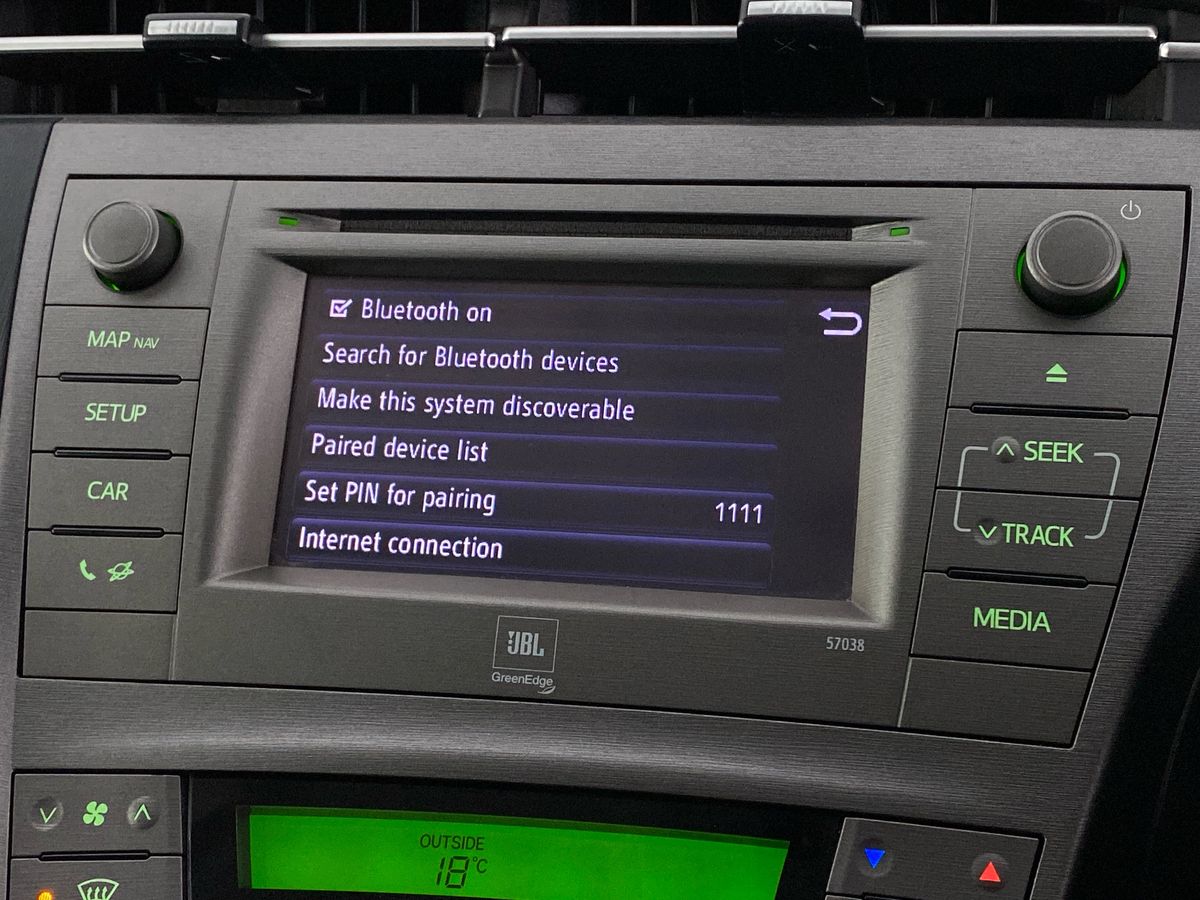 Bluetooth on
Search for Bluetooth devices
Make this system discoverable
Paired device list
Set PIN for pairing 1111
Internet connection
MAP NAV
SETUP
CAR
SEEK
TRACK
MEDIA
JBL
GreenEdge
57038
OUTSIDE
18°C